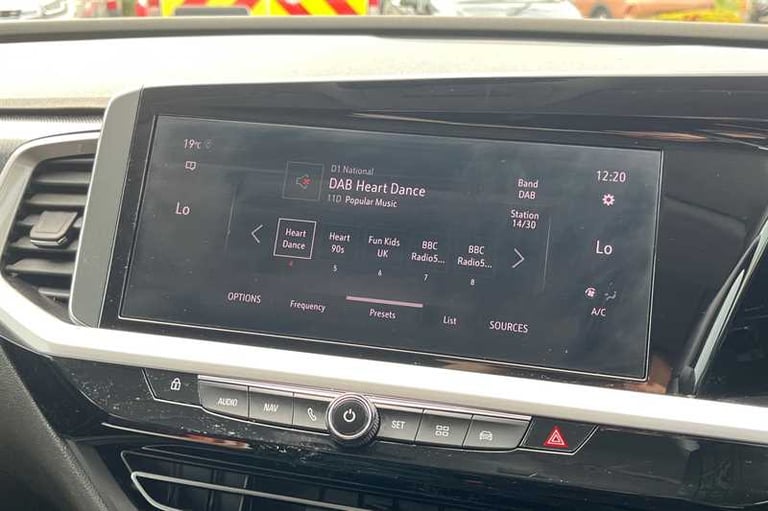 19°C
12:20
D1 National
DAB Heart Dance
11D Popular Music
Band
DAB
Station
14/30
Lo
Lo
Heart
Dance
4
Heart
90s
5
Fun Kids
UK
6
BBC
Radio5...
7
BBC
Radio5...
8
A/C
OPTIONS
Frequency
Presets
List
SOURCES
AUDIO
NAV
SET